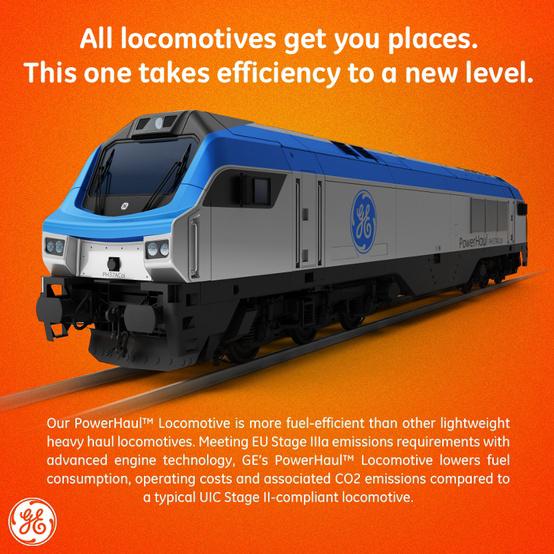 All locomotives get you places.
This one takes efficiency to a new level.
GE
PowerHaul
PH37ACai
Our PowerHaul™ Locomotive is more fuel-efficient than other lightweight
heavy haul locomotives. Meeting EU Stage IIIa emissions requirements with
advanced engine technology, GE's PowerHaul™ Locomotive lowers fuel
consumption, operating costs and associated CO2 emissions compared to
a typical UIC Stage II-compliant locomotive.
GE